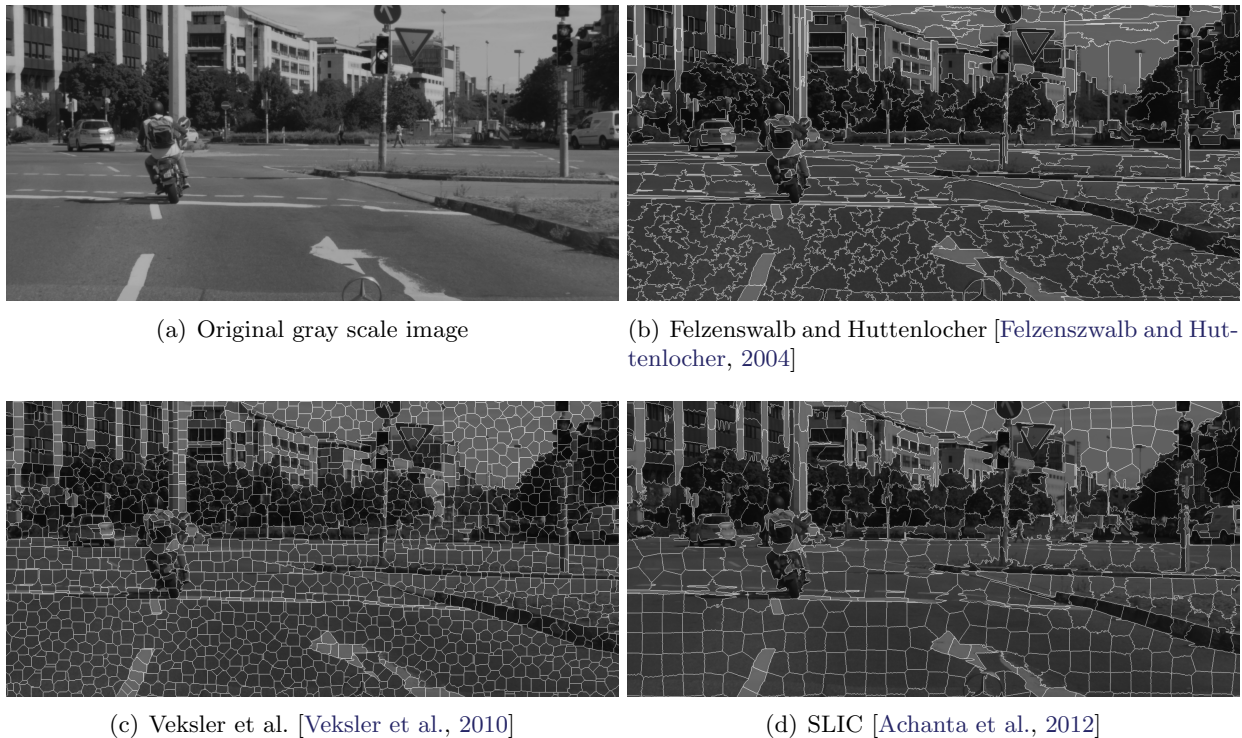 (a) Original gray scale image
(b) Felzenswalb and Huttenlocher [Felzenszwalb and Hut-
tenlocher, 2004]
(c) Veksler et al. [Veksler et al., 2010]
(d) SLIC [Achanta et al., 2012]